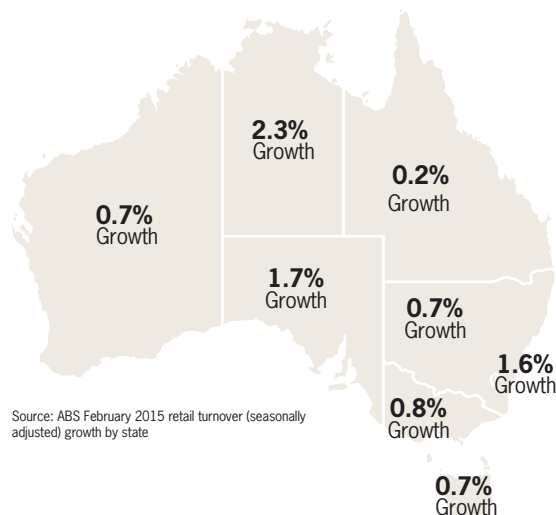 2.3%
Growth
0.2%
Growth
0.7%
Growth
1.7%
Growth
0.7%
Growth
1.6%
Growth
0.8%
Growth
Source: ABS February 2015 retail turnover (seasonally
adjusted) growth by state
0.7%
Growth